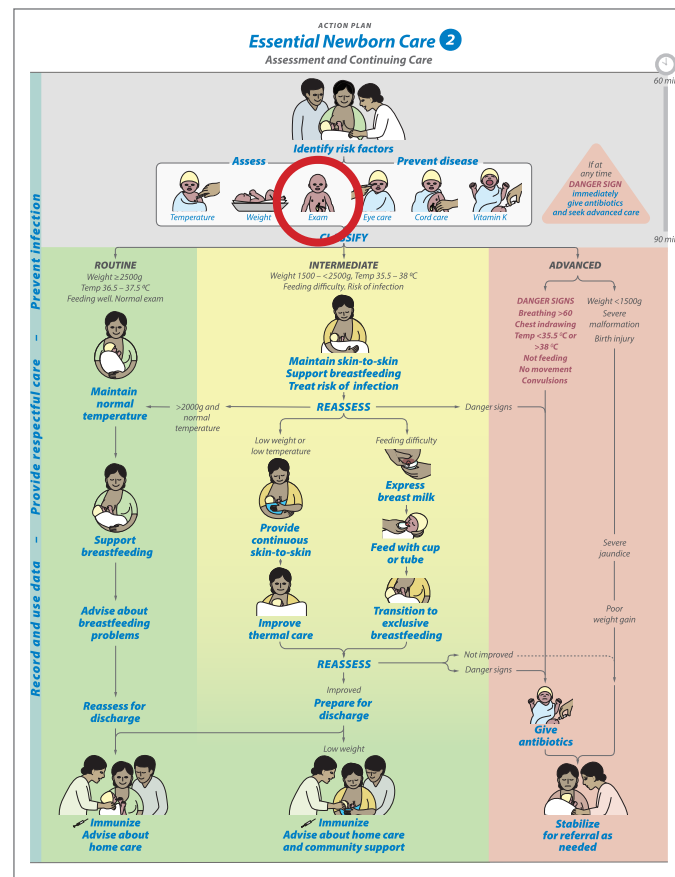 ACTION PLAN
Essential Newborn Care 2
Assessment and Continuing Care
60 min
Identify risk factors
Assess
Prevent disease
Temperature
Weight
Exam
Eye care
Cord care
Vitamin K
If at
any time
DANGER SIGN
immediately
give antibiotics
and seek advanced care
CLASSIFY
90 min
Prevent infection
–
Provide respectful care
–
Record and use data
ROUTINE
Weight ≥2500g
Temp 36.5 – 37.5 ºC
Feeding well. Normal exam
INTERMEDIATE
Weight 1500 – <2500g, Temp 35.5 – 38 ºC
Feeding difficulty. Risk of infection
ADVANCED
DANGER SIGNS
Breathing >60
Chest indrawing
Temp <35.5 ºC or
>38 ºC
Not feeding
No movement
Convulsions
Weight <1500g
Severe
malformation
Birth injury
Maintain skin-to-skin
Support breastfeeding
Treat risk of infection
Maintain
normal
temperature
>2000g and
normal
temperature
REASSESS
Danger signs
Low weight or
low temperature
Feeding difficulty
Express
breast milk
Support
breastfeeding
Provide
continuous
skin-to-skin
Feed with cup
or tube
Severe
jaundice
Advise about
breastfeeding
problems
Improve
thermal care
Transition to
exclusive
breastfeeding
Poor
weight gain
REASSESS
Not improved
Danger signs
Improved
Reassess for
discharge
Prepare for
discharge
Give
antibiotics
Low weight
Immunize
Advise about
home care
Immunize
Advise about home care
and community support
Stabilize
for referral as
needed